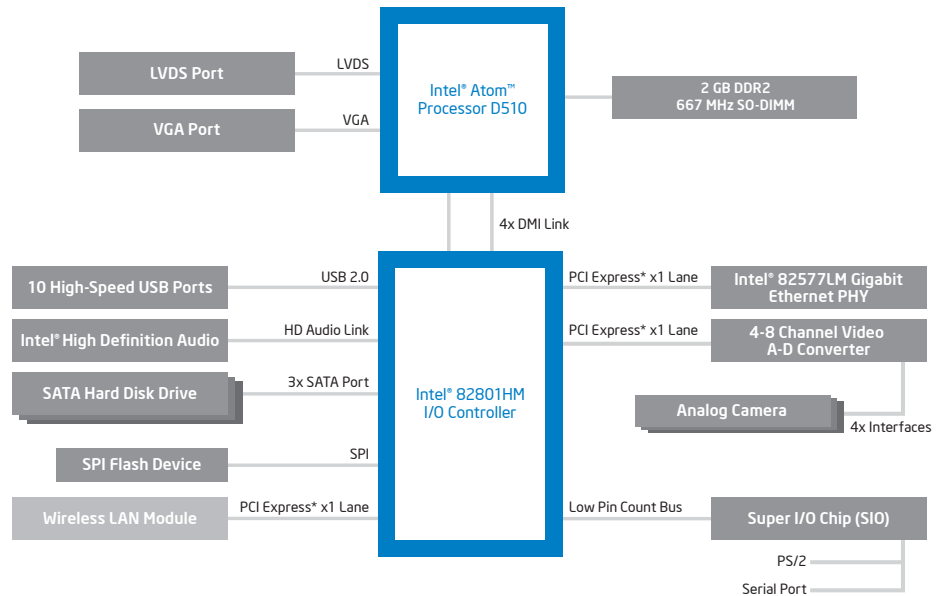 LVDS Port
LVDS
VGA Port
VGA
Intel® Atom™
Processor D510
2 GB DDR2
667 MHz SO-DIMM
4x DMI Link
10 High-Speed USB Ports
USB 2.0
Intel® High Definition Audio
HD Audio Link
SATA Hard Disk Drive
3x SATA Port
SPI Flash Device
SPI
Wireless LAN Module
PCI Express* x1 Lane
Intel® 82801HM
I/O Controller
PCI Express* x1 Lane
Intel® 82577LM Gigabit
Ethernet PHY
PCI Express* x1 Lane
4-8 Channel Video
A-D Converter
Analog Camera
4x Interfaces
Low Pin Count Bus
Super I/O Chip (SIO)
PS/2
Serial Port